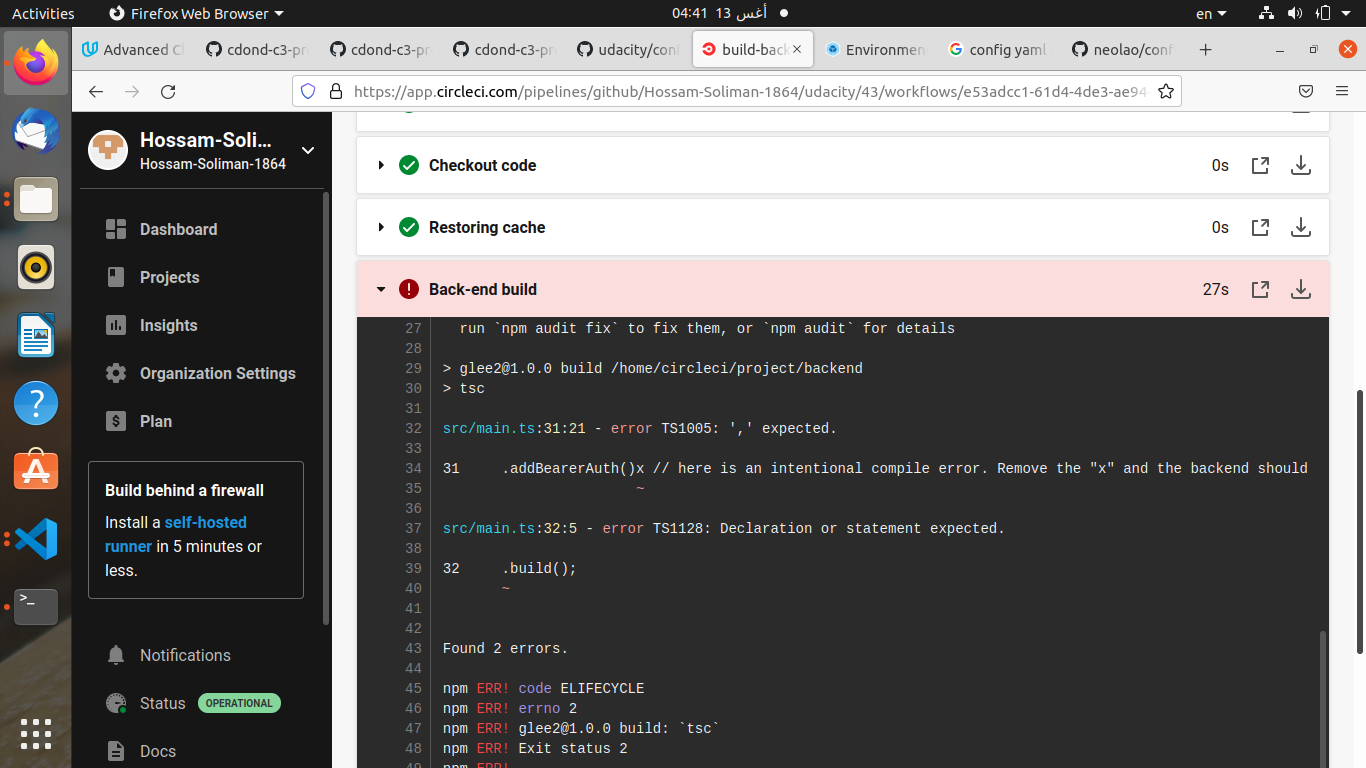 Activities
Firefox Web Browser
04:41 13 أغس
en
Advanced Cl
cdond-c3-pr
cdond-c3-pr
cdond-c3-pr
udacity/conf
build-back
Environmen
config yaml
neolao/conf
https://app.circleci.com/pipelines/github/Hossam-Soliman-1864/udacity/43/workflows/e53adcc1-61d4-4de3-ae94
Hossam-Soli...
Hossam-Soliman-1864
Dashboard
Projects
Insights
Organization Settings
Plan
Build behind a firewall
Install a self-hosted
runner in 5 minutes or
less.
Notifications
Status OPERATIONAL
Docs
Checkout code 0s
Restoring cache 0s
Back-end build 27s
27 run `npm audit fix` to fix them, or `npm audit` for details
28
29 > glee2@1.0.0 build /home/circleci/project/backend
30 > tsc
31
32 src/main.ts:31:21 - error TS1005: ',' expected.
33
34 31 .addBearerAuth()x // here is an intentional compile error. Remove the "x" and the backend should
35 ~
36
37 src/main.ts:32:5 - error TS1128: Declaration or statement expected.
38
39 32 .build();
40 ~
41
42
43 Found 2 errors.
44
45 npm ERR! code ELIFECYCLE
46 npm ERR! errno 2
47 npm ERR! glee2@1.0.0 build: `tsc`
48 npm ERR! Exit status 2
49 npm ERR!